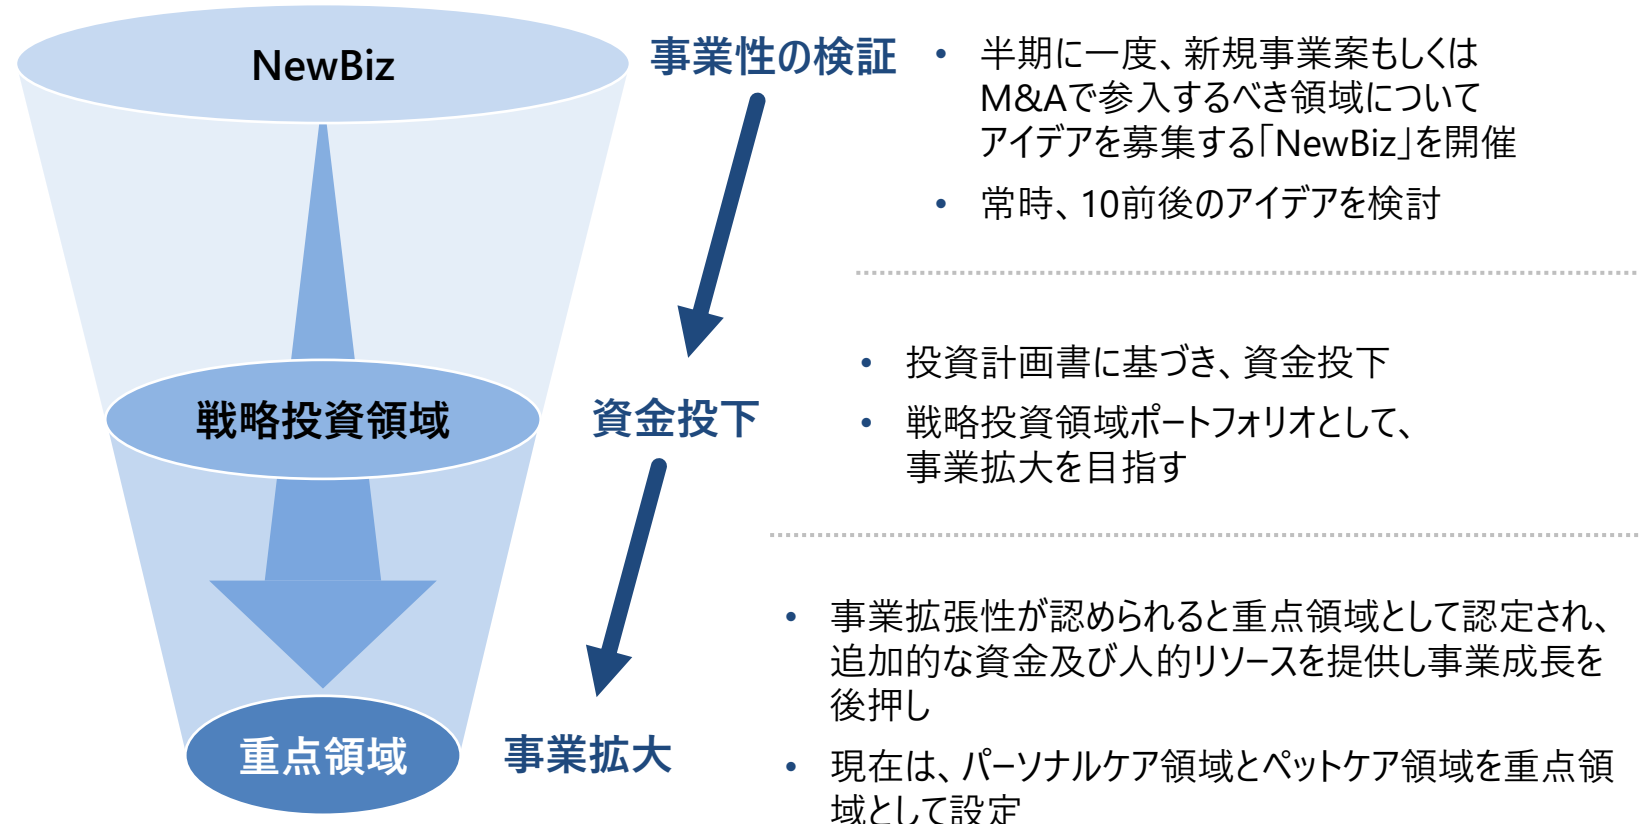 NewBiz
事業性の検証
• 半期に一度、新規事業案もしくは
M&Aで参入するべき領域について
アイデアを募集する「NewBiz」を開催
• 常時、10前後のアイデアを検討
戦略投資領域
資金投下
• 投資計画書に基づき、資金投下
• 戦略投資領域ポートフォリオとして、
事業拡大を目指す
重点領域
事業拡大
• 事業拡張性が認められると重点領域として認定され、
追加的な資金及び人的リソースを提供し事業成長を
後押し
• 現在は、パーソナルケア領域とペットケア領域を重点領
域として設定